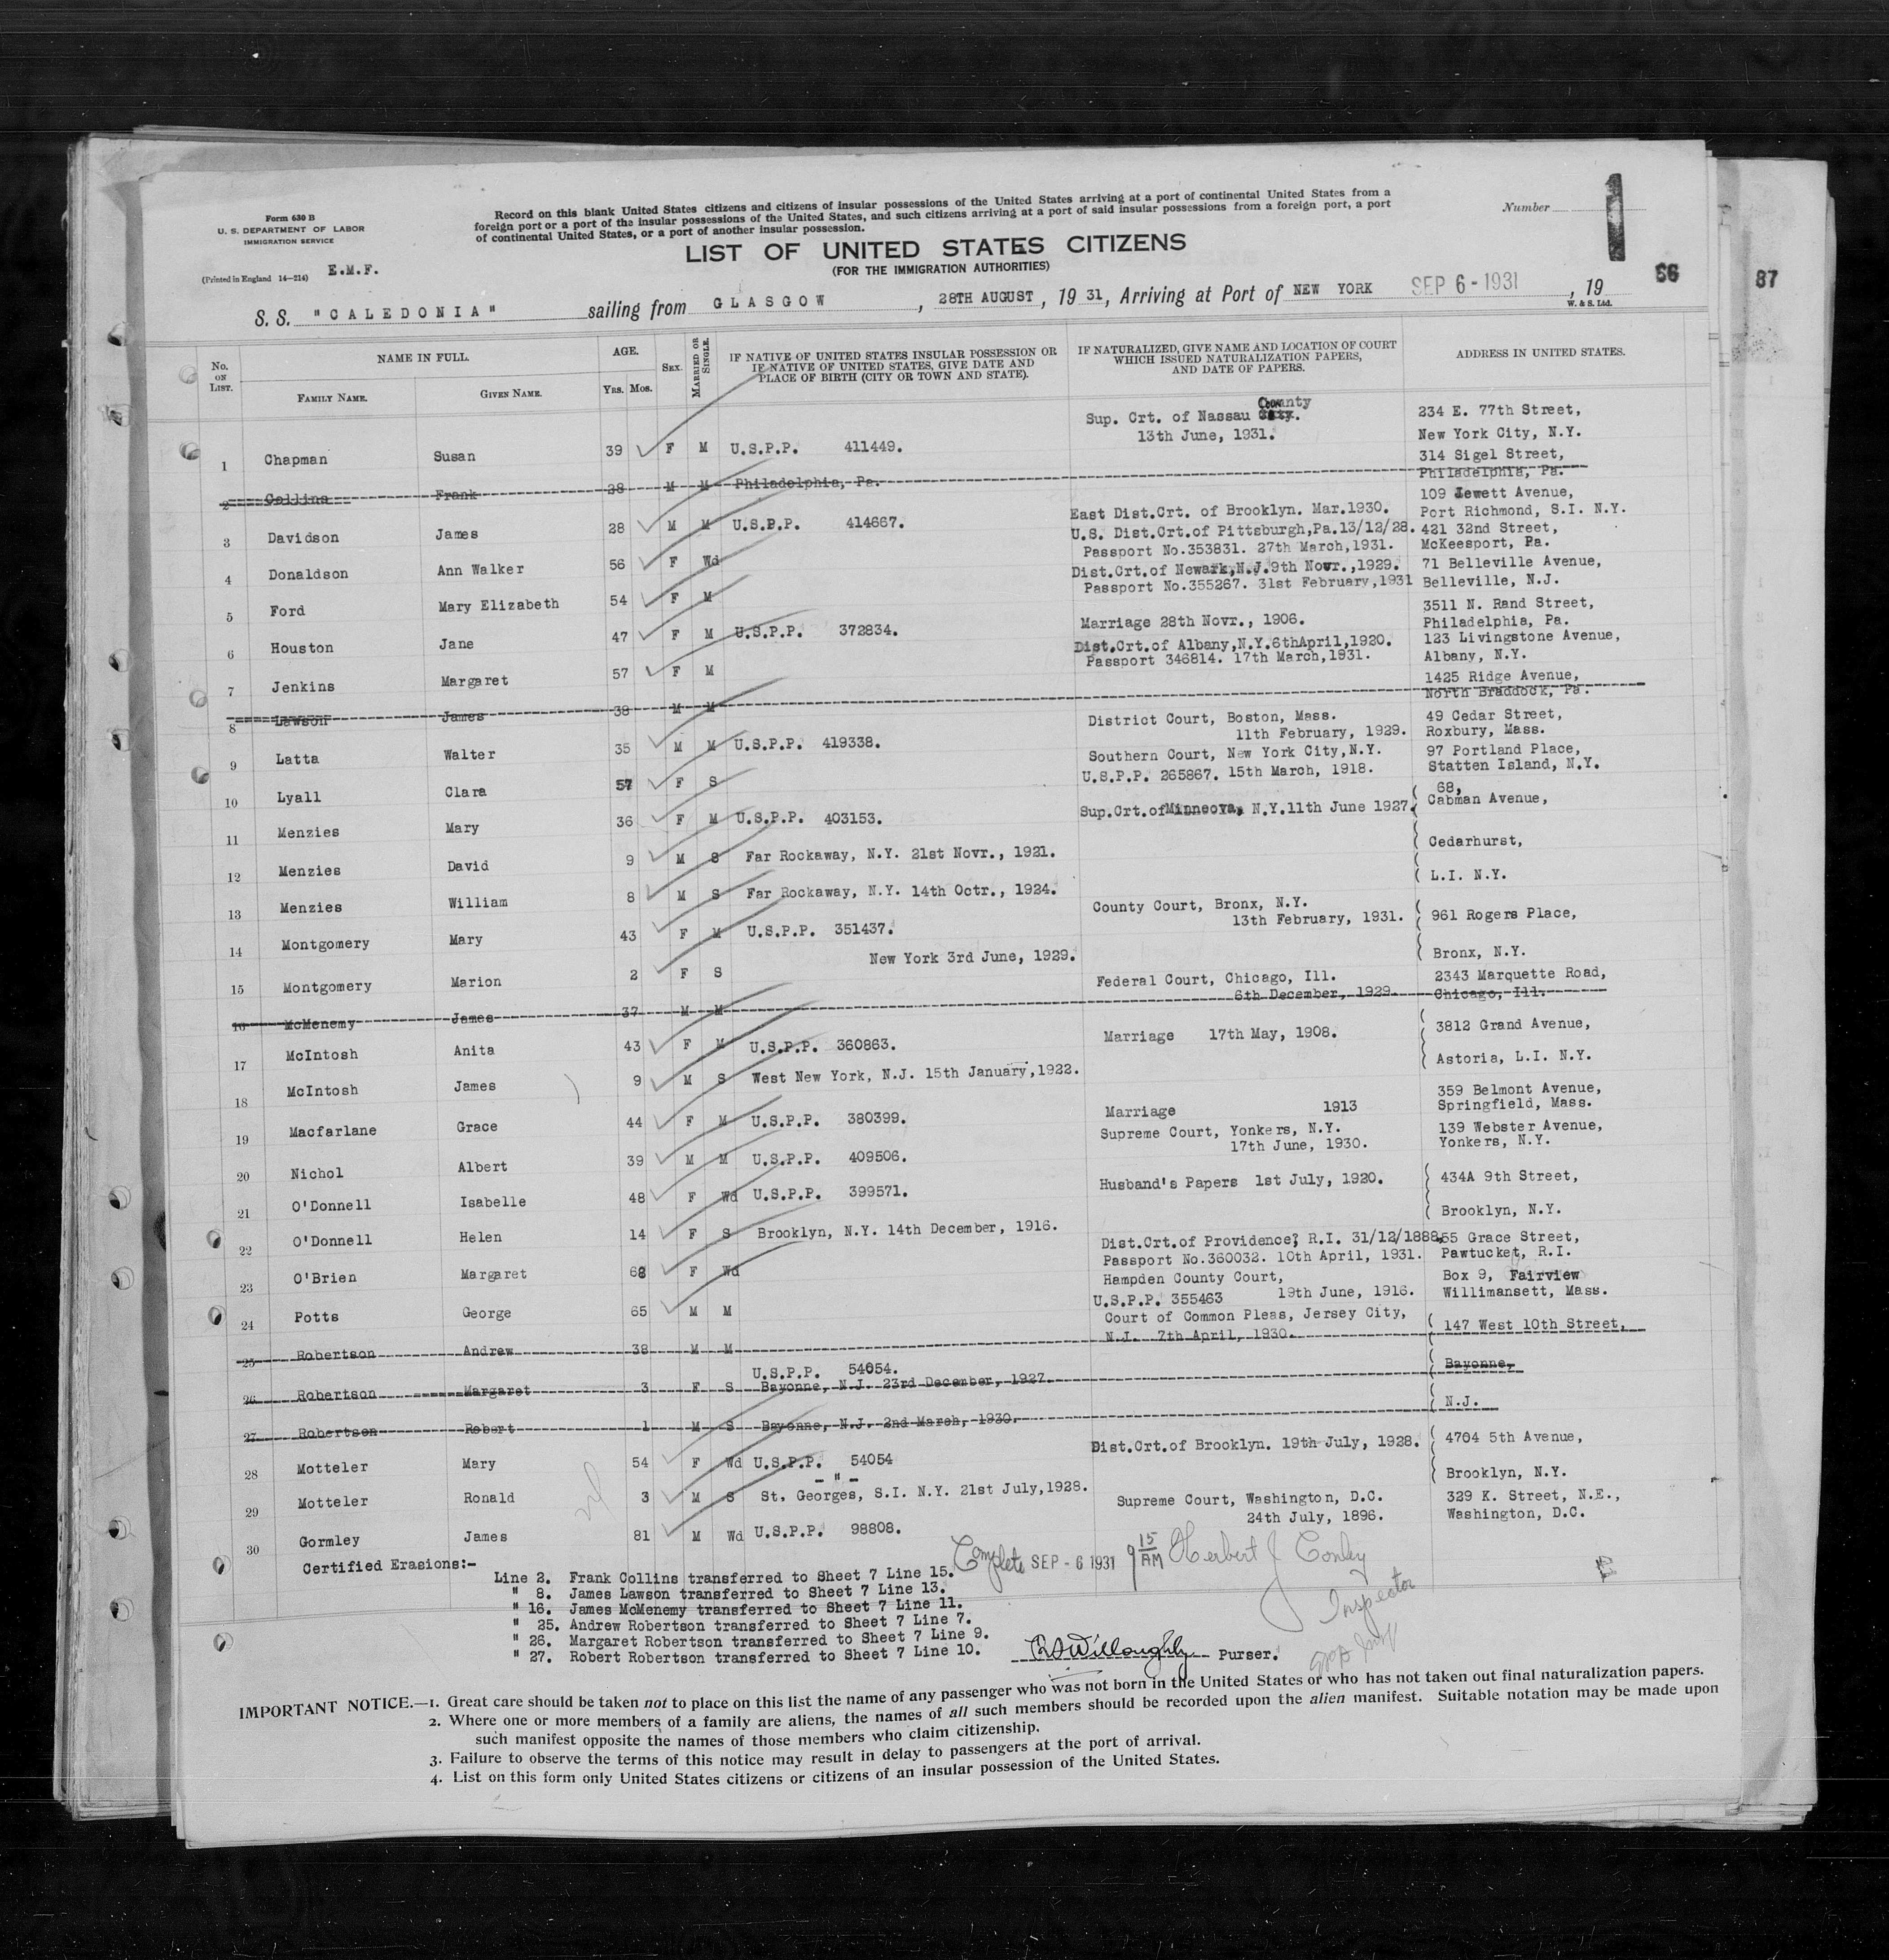 Form 630 B
U. S. DEPARTMENT OF LABOR
IMMIGRATION SERVICE
(Printed in England 14—214) E.M.F.
Record on this blank United States citizens and citizens of insular possessions of the United States arriving at a port of continental United States from a
foreign port or a port of the insular possessions of the United States, and such citizens arriving at a port of said insular possessions from a foreign port, a port
of continental United States, or a port of another insular possession.
Number 1
LIST OF UNITED STATES CITIZENS
(FOR THE IMMIGRATION AUTHORITIES)
86
87
S. S. "CALEDONIA" sailing from GLASGOW, 28TH AUGUST, 19 31, Arriving at Port of NEW YORK SEP 6 - 1931, 19
W. & S. Ltd.
No. ON LIST. NAME IN FULL. FAMILY NAME. GIVEN NAME. AGE. YRS. MOS. SEX. MARRIED OR SINGLE. IF NATIVE OF UNITED STATES INSULAR POSSESSION OR IF NATIVE OF UNITED STATES, GIVE DATE AND PLACE OF BIRTH (CITY OR TOWN AND STATE). IF NATURALIZED, GIVE NAME AND LOCATION OF COURT WHICH ISSUED NATURALIZATION PAPERS, AND DATE OF PAPERS. ADDRESS IN UNITED STATES.
1 Chapman Susan 39 F M U.S.P.P. 411449. Sup. Crt. of Nassau County 13th June, 1931. 234 E. 77th Street, New York City, N.Y.
2 Collins Frank 28 M M Philadelphia, Pa. 314 Sigel Street, Philadelphia, Pa.
3 Davidson James 28 M M U.S.P.P. 414667. East Dist.Crt. of Brooklyn. Mar.1930. 109 Jewett Avenue, Port Richmond, S.I. N.Y.
4 Donaldson Ann Walker 56 F Wd U.S. Dist.Crt.of Pittsburgh,Pa.13/12/28. Passport No.353831. 27th March,1931. 421 32nd Street, McKeesport, Pa.
5 Ford Mary Elizabeth 54 F M Dist.Crt.of Newark,N.J.9th Novr.,1929. Passport No.355267. 31st February,1931 71 Belleville Avenue, Belleville, N.J.
6 Houston Jane 47 F M U.S.P.P. 372834. Marriage 28th Novr., 1906. 3511 N. Rand Street, Philadelphia, Pa.
7 Jenkins Margaret 57 F M Dist.Crt.of Albany,N.Y.6thApril,1920. Passport 346814. 17th March,1931. 123 Livingstone Avenue, Albany, N.Y.
8 Lawson James 38 M M 1425 Ridge Avenue, North Braddock, Pa.
9 Latta Walter 35 M M U.S.P.P. 419338. District Court, Boston, Mass. 11th February, 1929. 49 Cedar Street, Roxbury, Mass.
10 Lyall Clara 57 F S Southern Court, New York City,N.Y. U.S.P.P. 265867. 15th March, 1918. 97 Portland Place, Statten Island, N.Y.
11 Menzies Mary 36 F M U.S.P.P. 403153. Sup.Crt.ofMinneova, N.Y.11th June 1927. 68, Cabman Avenue,
12 Menzies David 9 M S Far Rockaway, N.Y. 21st Novr., 1921. Cedarhurst,
13 Menzies William 8 M S Far Rockaway, N.Y. 14th Octr., 1924. L.I. N.Y.
14 Montgomery Mary 43 F M U.S.P.P. 351437. County Court, Bronx, N.Y. 13th February, 1931. 961 Rogers Place,
15 Montgomery Marion 2 F S New York 3rd June, 1929. Bronx, N.Y.
16 McMenemy James 37 M M Federal Court, Chicago, Ill. 6th December, 1929. 2343 Marquette Road, Chicago, Ill.
17 McIntosh Anita 43 F M U.S.P.P. 360863. Marriage 17th May, 1908. 3812 Grand Avenue,
18 McIntosh James 9 M S West New York, N.J. 15th January,1922. Astoria, L.I. N.Y.
19 Macfarlane Grace 44 F M U.S.P.P. 380399. Marriage 1913 359 Belmont Avenue, Springfield, Mass.
20 Nichol Albert 39 M M U.S.P.P. 409506. Supreme Court, Yonkers, N.Y. 17th June, 1930. 139 Webster Avenue, Yonkers, N.Y.
21 O'Donnell Isabelle 48 F Wd U.S.P.P. 399571. Husband's Papers 1st July, 1920. 434A 9th Street,
22 O'Donnell Helen 14 F S Brooklyn, N.Y. 14th December, 1916. Brooklyn, N.Y.
23 O'Brien Margaret 68 F Wd Dist.Crt.of Providence, R.I. 31/12/1888, Passport No.360032. 10th April, 1931. 55 Grace Street, Pawtucket, R.I.
24 Potts George 65 M M Hampden County Court, U.S.P.P. 355463 19th June, 1916. Box 9, Fairview Willimansett, Mass.
25 Robertson Andrew 38 M M Court of Common Pleas, Jersey City, N.J. 7th April, 1930. 147 West 10th Street,
26 Robertson Margaret 3 F S U.S.P.P. 54054. Bayonne, N.J. 23rd December, 1927. Bayonne,
27 Robertson Robert 1 M S Bayonne, N.J. 2nd March, 1930. N.J.
28 Motteler Mary 54 F Wd U.S.P.P. 54054 Dist.Crt.of Brooklyn. 19th July, 1928. 4704 5th Avenue,
29 Motteler Ronald 3 M S - " - St. Georges, S.I. N.Y. 21st July,1928. Brooklyn, N.Y.
30 Gormley James 81 M Wd U.S.P.P. 98808. Supreme Court, Washington, D.C. 24th July, 1896. 329 K. Street, N.E., Washington, D.C.
Certified Erasions:-
Complete SEP - 6 1931 9 15 AM Herbert J Conley Inspector
Line 2. Frank Collins transferred to Sheet 7 Line 15.
" 8. James Lawson transferred to Sheet 7 Line 13.
" 16. James McMenemy transferred to Sheet 7 Line 11.
" 25. Andrew Robertson transferred to Sheet 7 Line 7.
" 26. Margaret Robertson transferred to Sheet 7 Line 9.
" 27. Robert Robertson transferred to Sheet 7 Line 10.
Willoughby Purser.
IMPORTANT NOTICE.—1. Great care should be taken not to place on this list the name of any passenger who was not born in the United States or who has not taken out final naturalization papers.
2. Where one or more members of a family are aliens, the names of all such members should be recorded upon the alien manifest. Suitable notation may be made upon
such manifest opposite the names of those members who claim citizenship.
3. Failure to observe the terms of this notice may result in delay to passengers at the port of arrival.
4. List on this form only United States citizens or citizens of an insular possession of the United States.